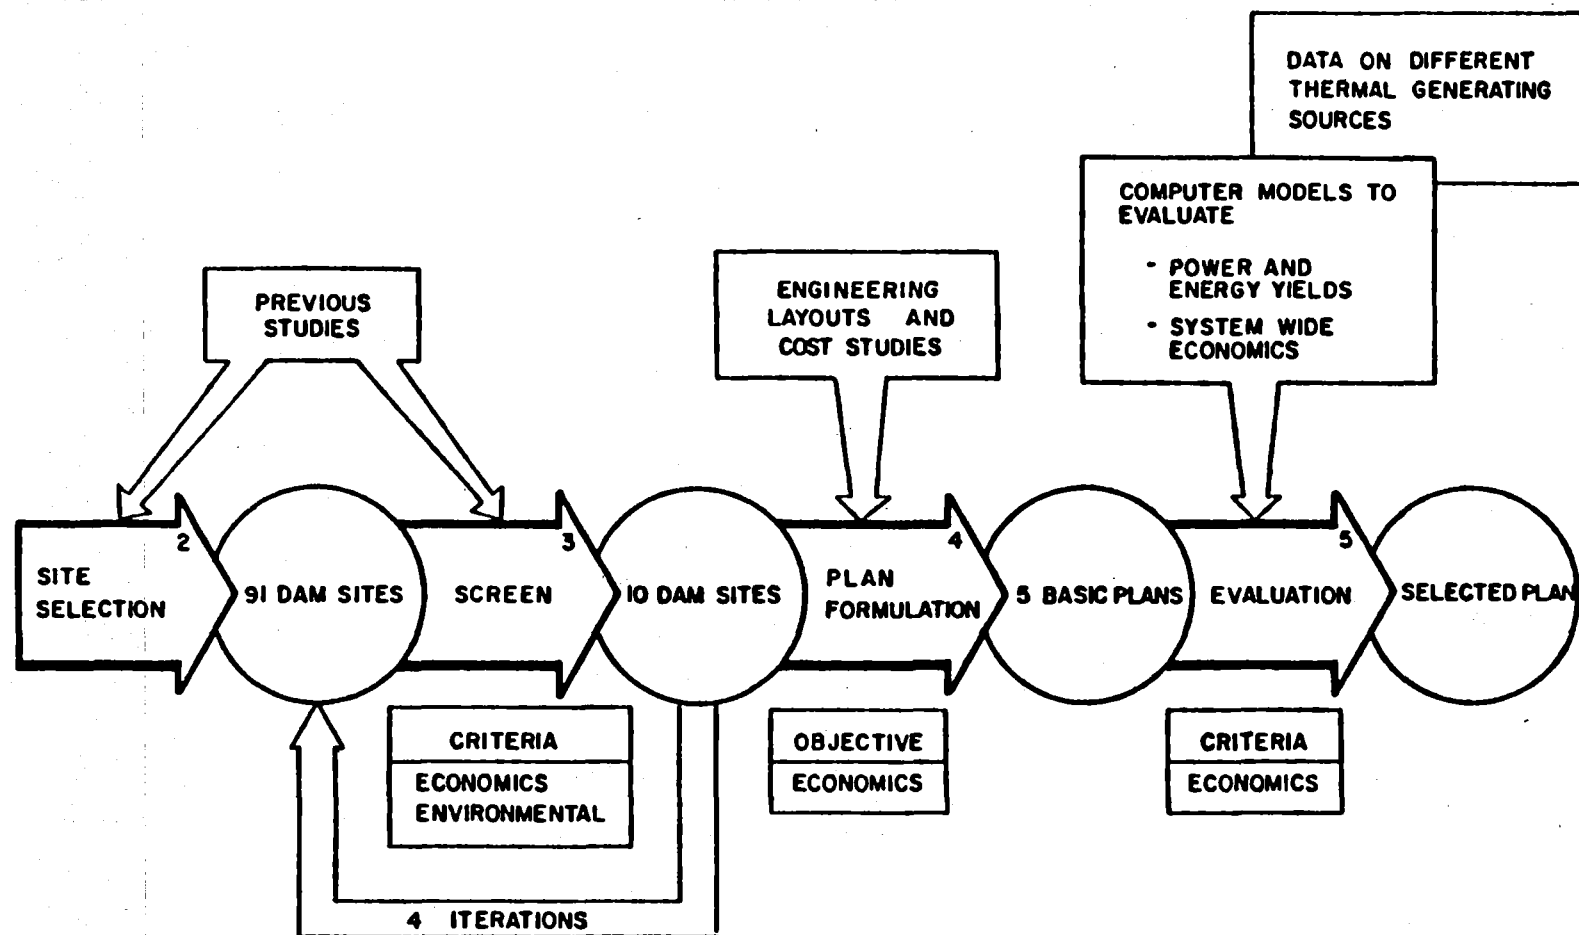 DATA ON DIFFERENT
THERMAL GENERATING
SOURCES
COMPUTER MODELS TO
EVALUATE
- POWER AND
ENERGY YIELDS
- SYSTEM WIDE
ECONOMICS
PREVIOUS
STUDIES
ENGINEERING
LAYOUTS AND
COST STUDIES
2
SITE
SELECTION
91 DAM SITES
3
SCREEN
10 DAM SITES
4
PLAN
FORMULATION
5 BASIC PLANS
5
EVALUATION
SELECTED PLAN
CRITERIA
ECONOMICS
ENVIRONMENTAL
OBJECTIVE
ECONOMICS
CRITERIA
ECONOMICS
4 ITERATIONS